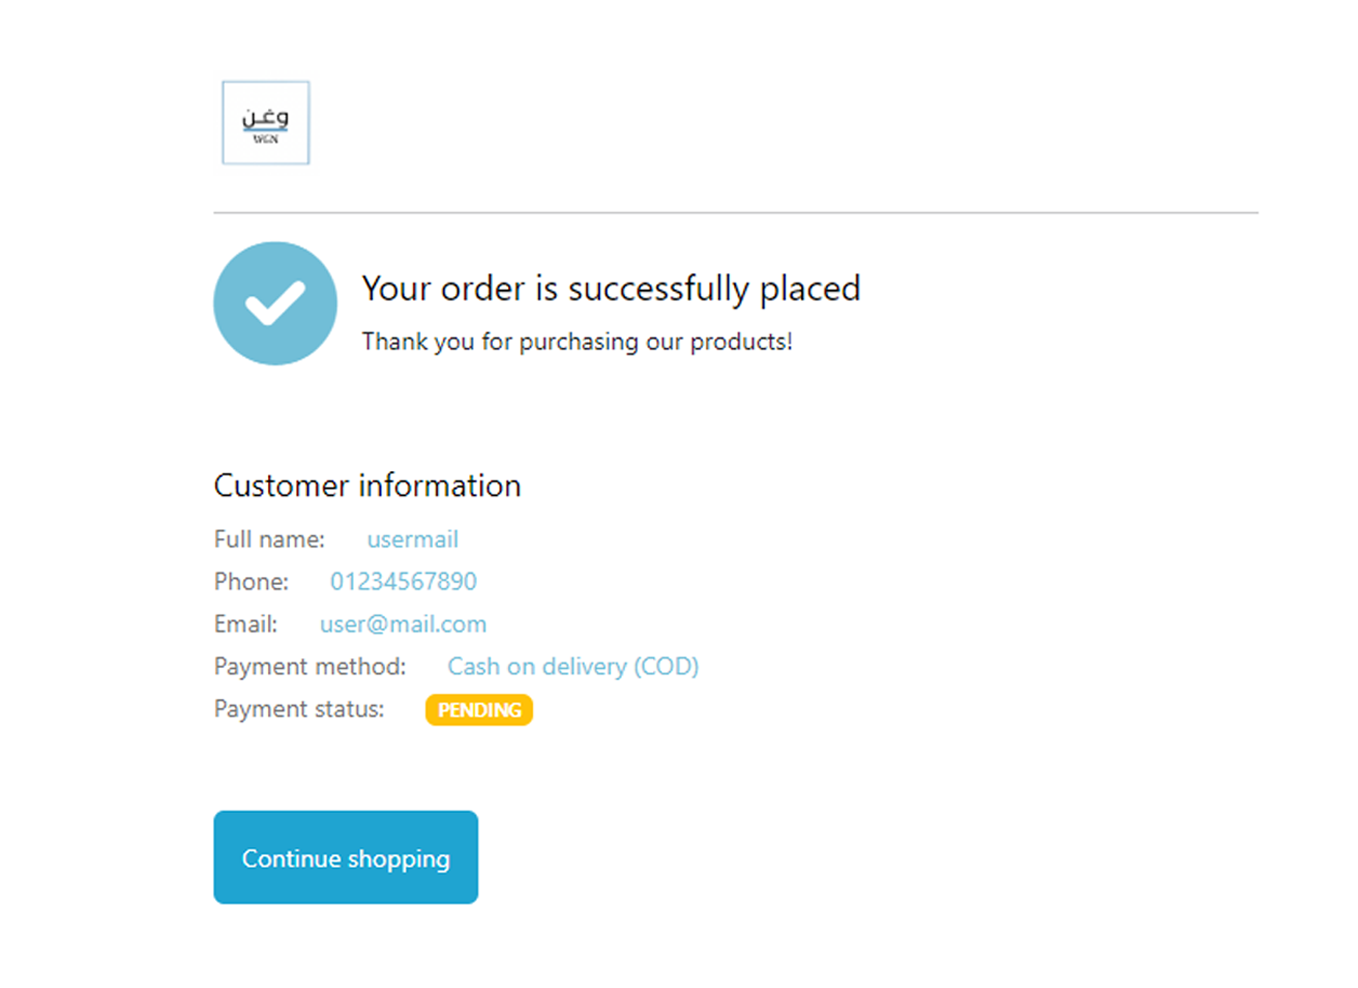 وغن
WGN
Your order is successfully placed
Thank you for purchasing our products!
Customer information
Full name: usermail
Phone: 01234567890
Email: user@mail.com
Payment method: Cash on delivery (COD)
Payment status: PENDING
Continue shopping